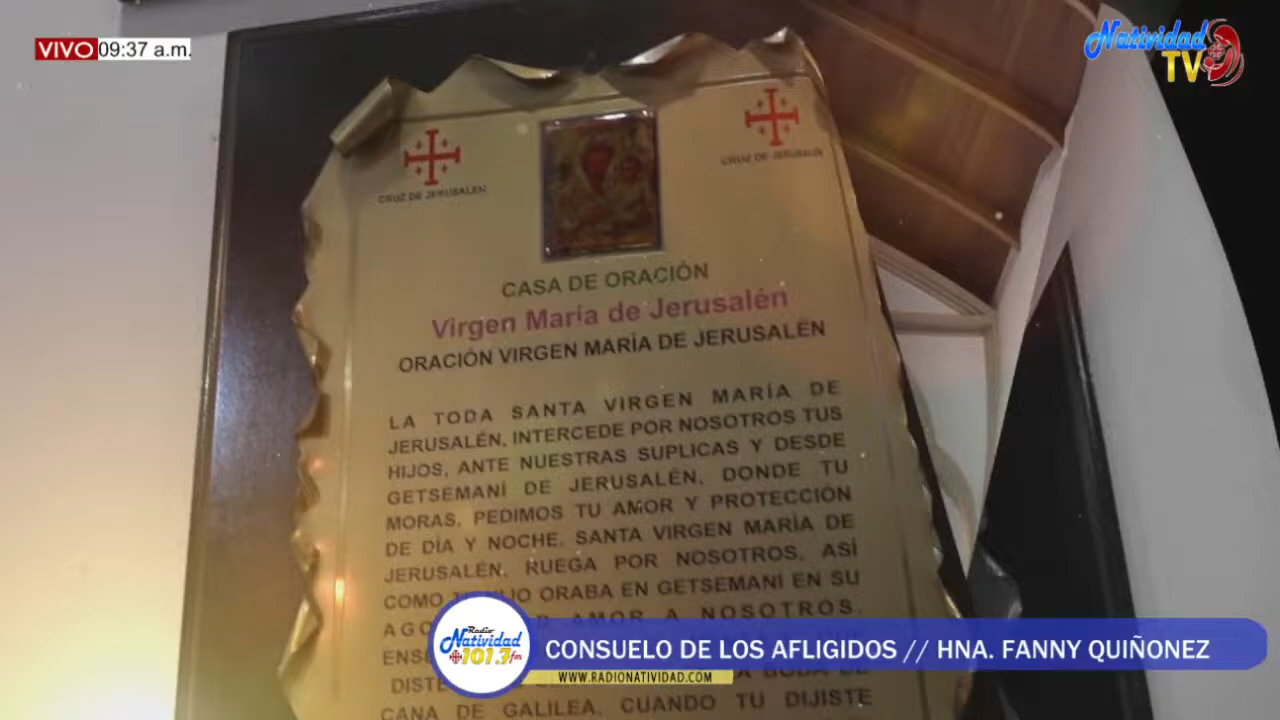 VIVO 09:37 a.m.
Natividad
TV
CRUZ DE JERUSALEN
CRUZ DE JERUSALÉN
CASA DE ORACIÓN
Virgen María de Jerusalén
ORACIÓN VIRGEN MARÍA DE JERUSALEN
LA TODA SANTA VIRGEN MARÍA DE
JERUSALÉN, INTERCEDE POR NOSOTROS TUS
HIJOS, ANTE NUESTRAS SUPLICAS Y DESDE
GETSEMANÍ DE JERUSALÉN, DONDE TU
MORAS, PEDIMOS TU AMOR Y PROTECCIÓN
DE DÍA Y NOCHE. SANTA VIRGEN MARÍA DE
JERUSALÉN, RUEGA POR NOSOTROS, ASÍ
COMO ORABA EN GETSEMANÍ EN SU
AMOR A NOSOTROS.
BODA DE
CANA DE GALILEA, CUANDO TU DIJISTE
Radio
Natividad
101.7 fm
CONSUELO DE LOS AFLIGIDOS // HNA. FANNY QUIÑONEZ
WWW.RADIONATIVIDAD.COM